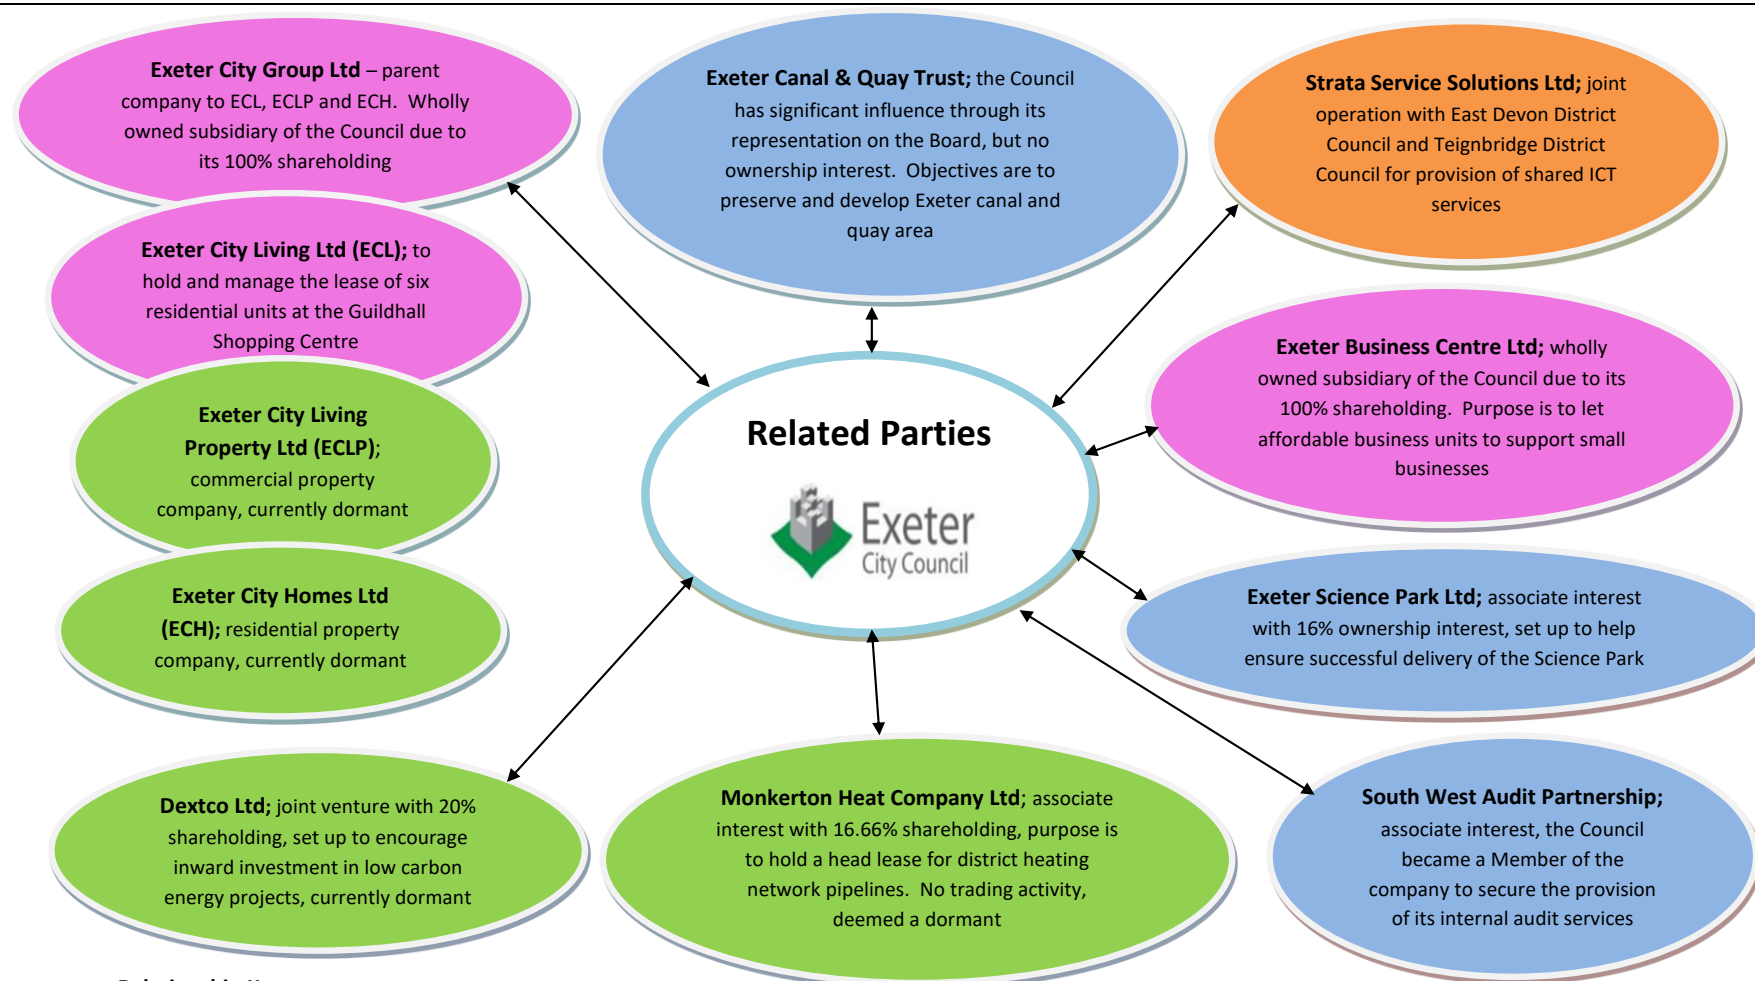 Exeter City Group Ltd – parent
company to ECL, ECLP and ECH. Wholly
owned subsidiary of the Council due to
its 100% shareholding
Exeter Canal & Quay Trust; the Council
has significant influence through its
representation on the Board, but no
ownership interest. Objectives are to
preserve and develop Exeter canal and
quay area
Strata Service Solutions Ltd; joint
operation with East Devon District
Council and Teignbridge District
Council for provision of shared ICT
services
Exeter City Living Ltd (ECL); to
hold and manage the lease of six
residential units at the Guildhall
Shopping Centre
Exeter Business Centre Ltd; wholly
owned subsidiary of the Council due to its
100% shareholding. Purpose is to let
affordable business units to support small
businesses
Exeter City Living
Property Ltd (ECLP);
commercial property
company, currently dormant
Related Parties
Exeter
City Council
Exeter City Homes Ltd
(ECH); residential property
company, currently dormant
Exeter Science Park Ltd; associate interest
with 16% ownership interest, set up to help
ensure successful delivery of the Science Park
Dextco Ltd; joint venture with 20%
shareholding, set up to encourage
inward investment in low carbon
energy projects, currently dormant
Monkerton Heat Company Ltd; associate
interest with 16.66% shareholding, purpose is
to hold a head lease for district heating
network pipelines. No trading activity,
deemed a dormant
South West Audit Partnership;
associate interest, the Council
became a Member of the
company to secure the provision
of its internal audit services